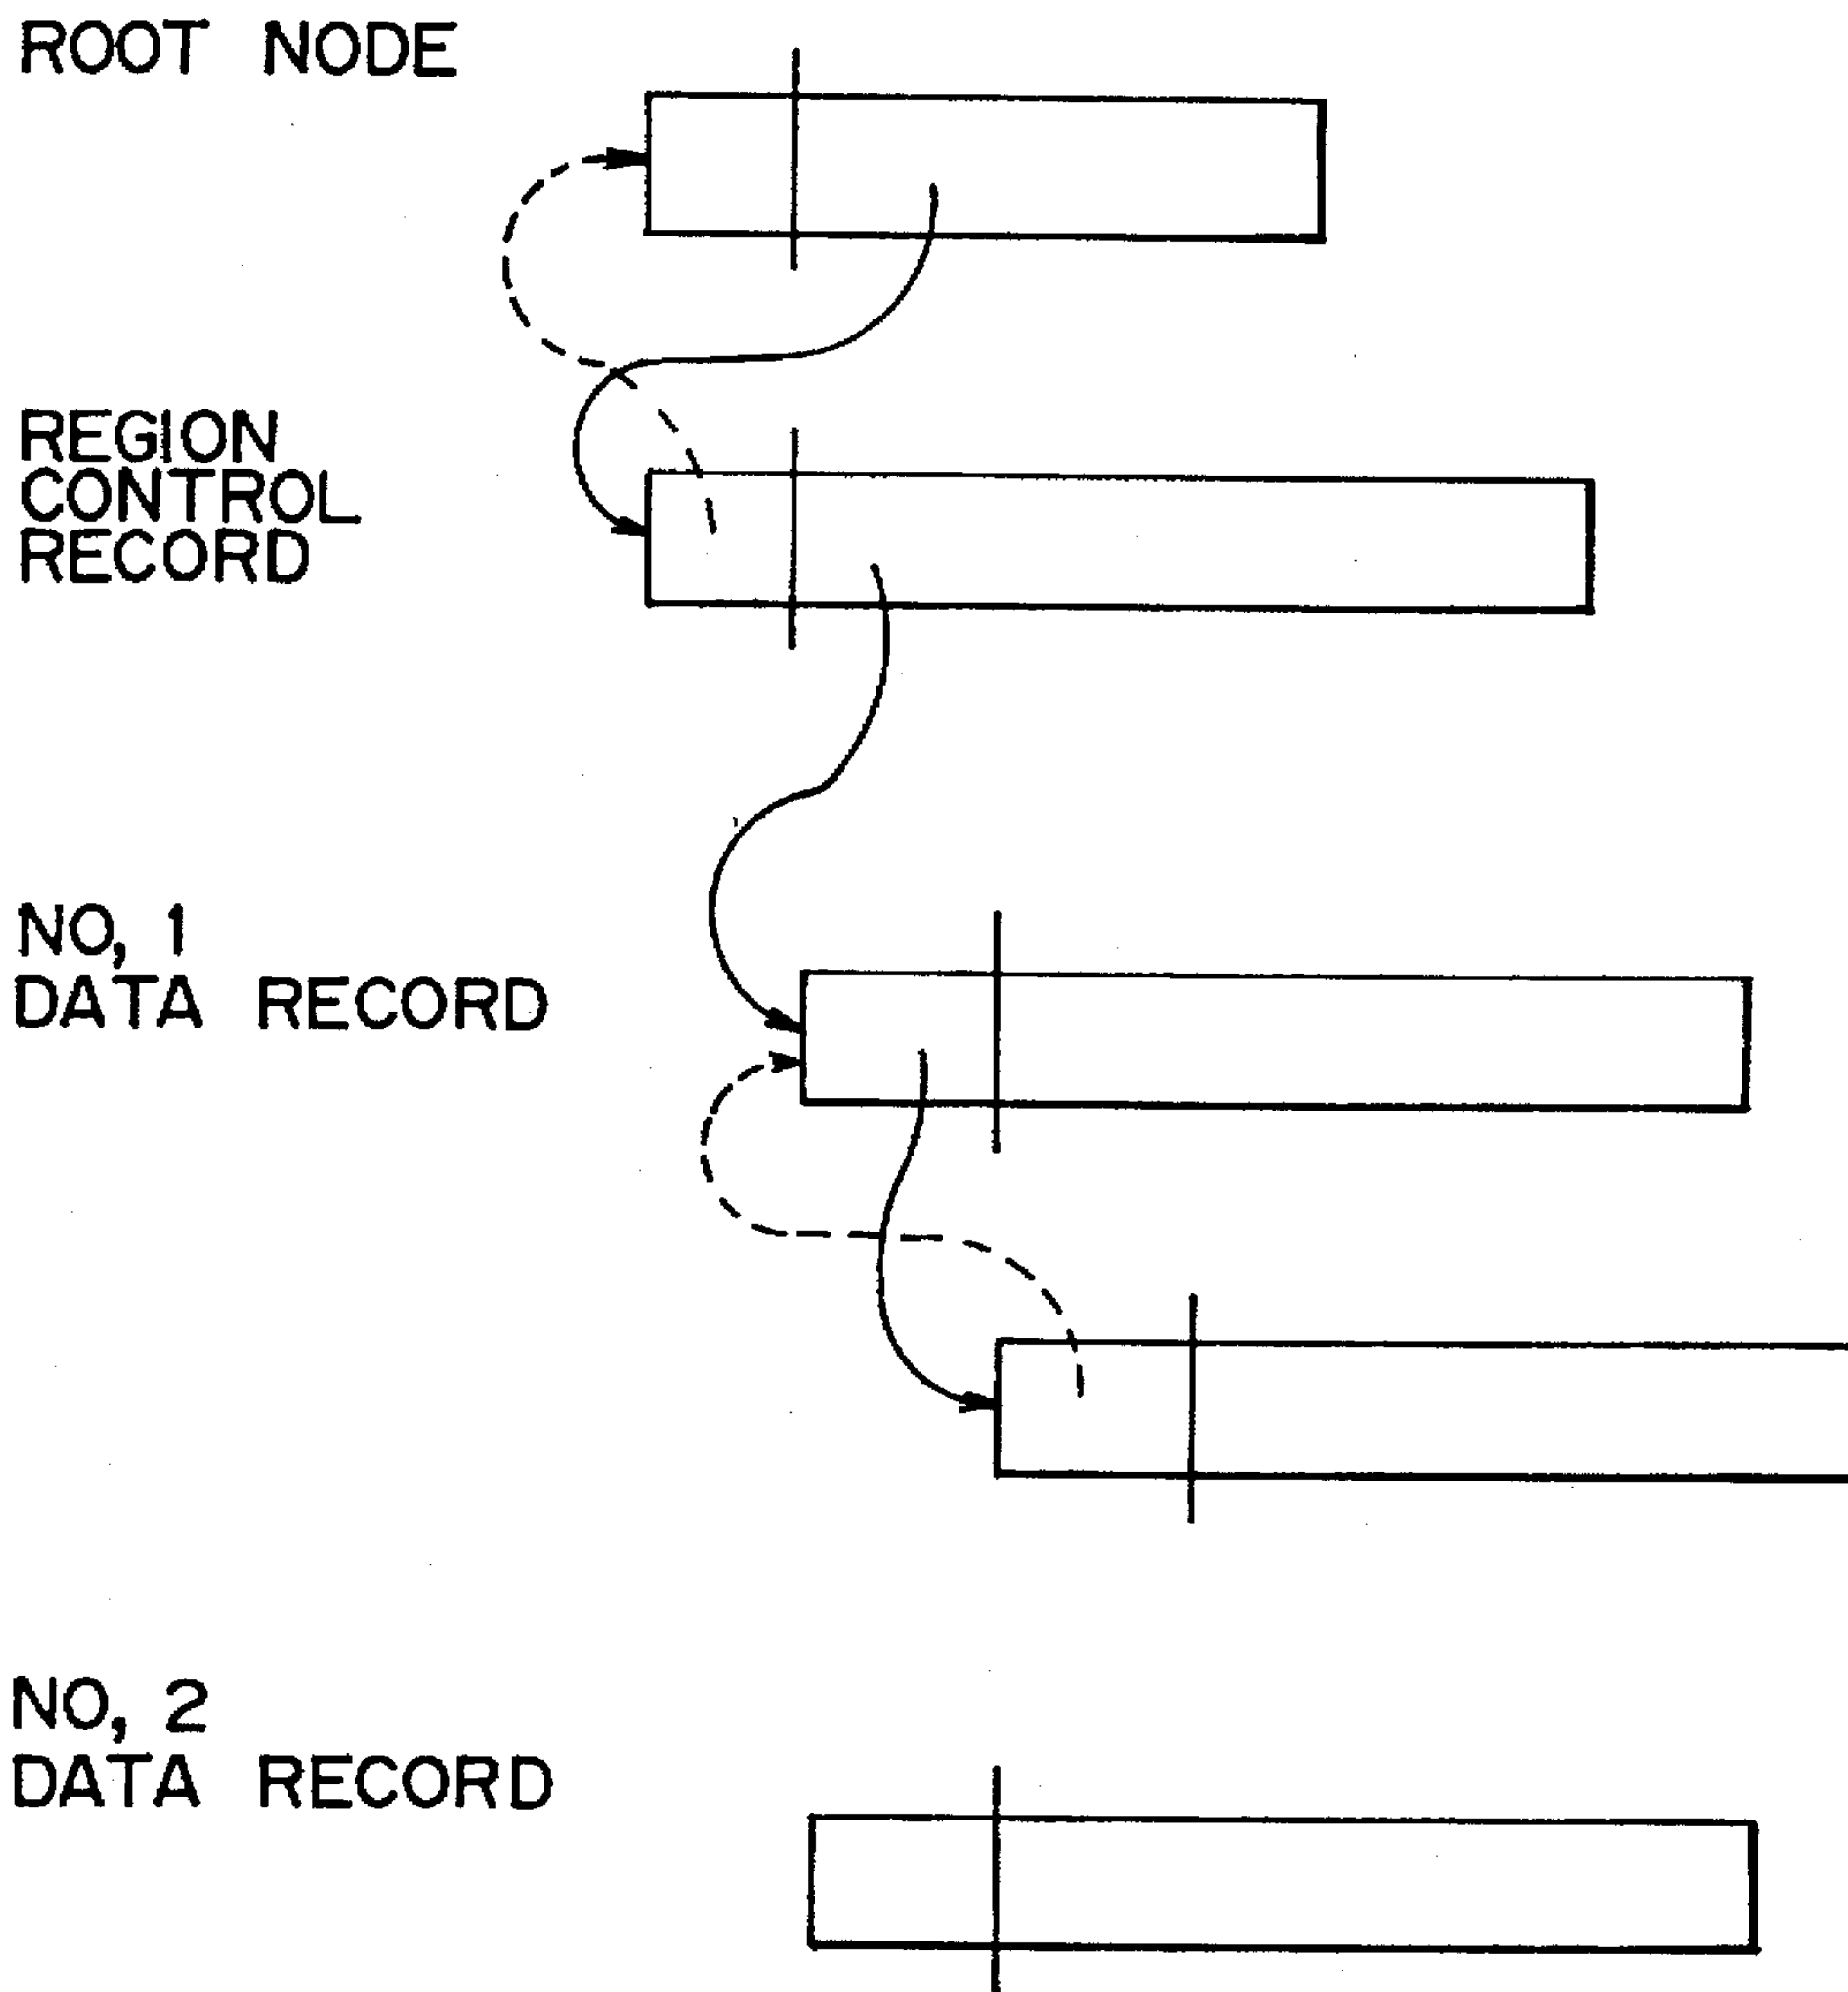 ROOT NODE
REGION
CONTROL
RECORD
NO, 1
DATA RECORD
NO, 2
DATA RECORD